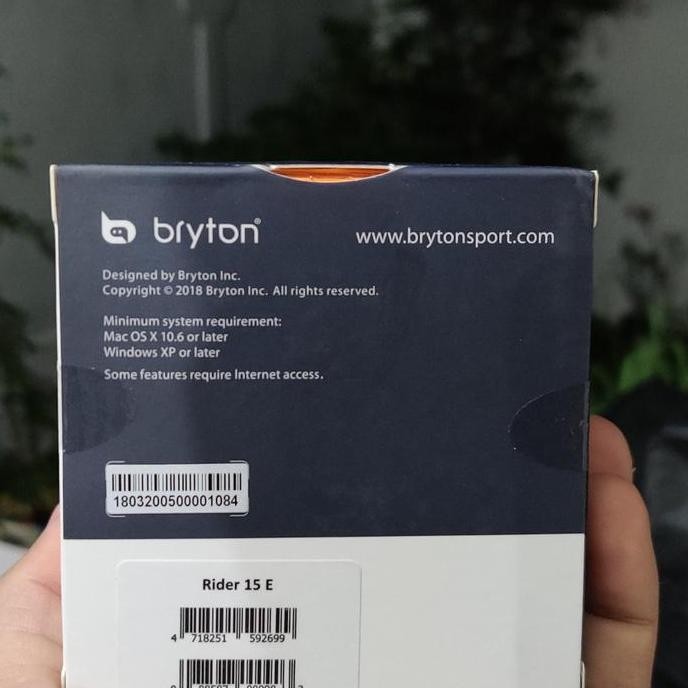 bryton®
www.brytonsport.com
Designed by Bryton Inc.
Copyright © 2018 Bryton Inc. All rights reserved.
Minimum system requirement:
Mac OS X 10.6 or later
Windows XP or later
Some features require Internet access.
1803200500001084
Rider 15 E
4 718251 592699